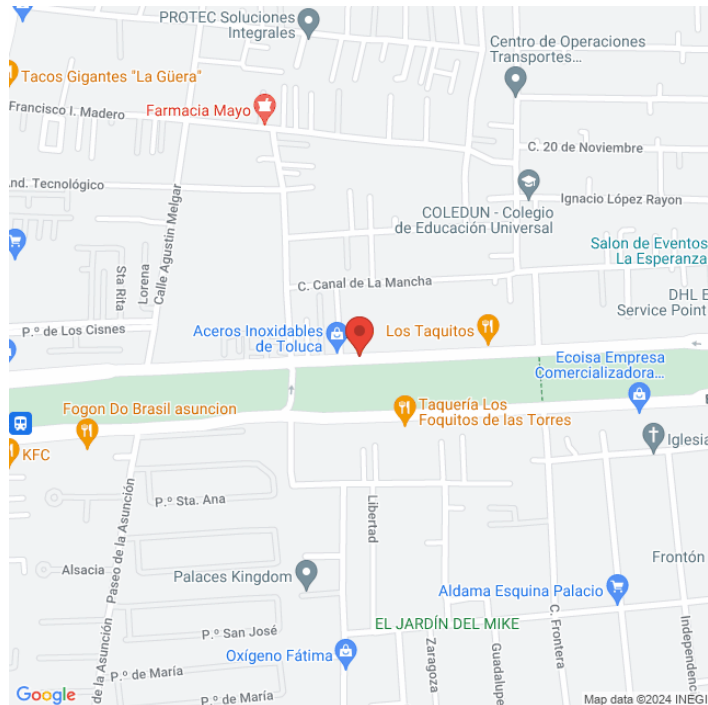 PROTEC Soluciones
Integrales
Centro de Operaciones
Transportes...
Tacos Gigantes "La Güera"
Francisco I. Madero
Farmacia Mayo
C. 20 de Noviembre
And. Tecnológico
Ignacio López Rayon
COLEDUN - Colegio
de Educación Universal
Calle Agustin Melgar
Salon de Eventos
La Esperanza
Sta Rita
Lorena
C. Canal de La Mancha
DHL E
Service Point
P.º de Los Cisnes
Aceros Inoxidables
de Toluca
Los Taquitos
Ecoisa Empresa
Comercializadora...
Fogon Do Brasil asuncion
Taquería Los
Foquitos de las Torres
KFC
Iglesia
P.º Sta. Ana
Libertad
Paseo de la Asunción
Alsacia
Palaces Kingdom
Frontón
Aldama Esquina Palacio
P.º San José
EL JARDÍN DEL MIKE
C. Frontera
Oxígeno Fátima
Zaragoza
Guadalupe
Independenc
P.º de María
de la Asunción
P.º de María
Google
Map data ©2024 INEGI